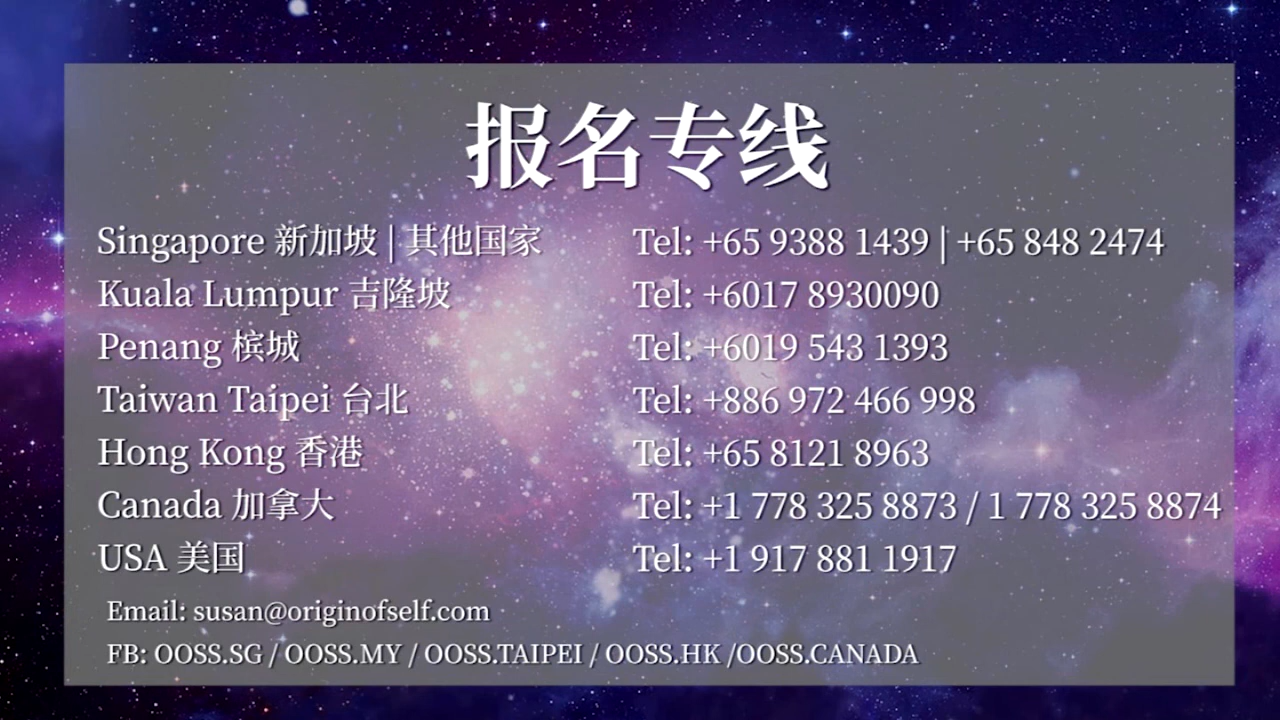 报名专线
Singapore 新加坡 | 其他国家 Tel: +65 9388 1439 | +65 848 2474
Kuala Lumpur 吉隆坡 Tel: +6017 8930090
Penang 槟城 Tel: +6019 543 1393
Taiwan Taipei 台北 Tel: +886 972 466 998
Hong Kong 香港 Tel: +65 8121 8963
Canada 加拿大 Tel: +1 778 325 8873 / 1 778 325 8874
USA 美国 Tel: +1 917 881 1917
Email: susan@originofself.com
FB: OOSS.SG / OOSS.MY / OOSS.TAIPEI / OOSS.HK /OOSS.CANADA